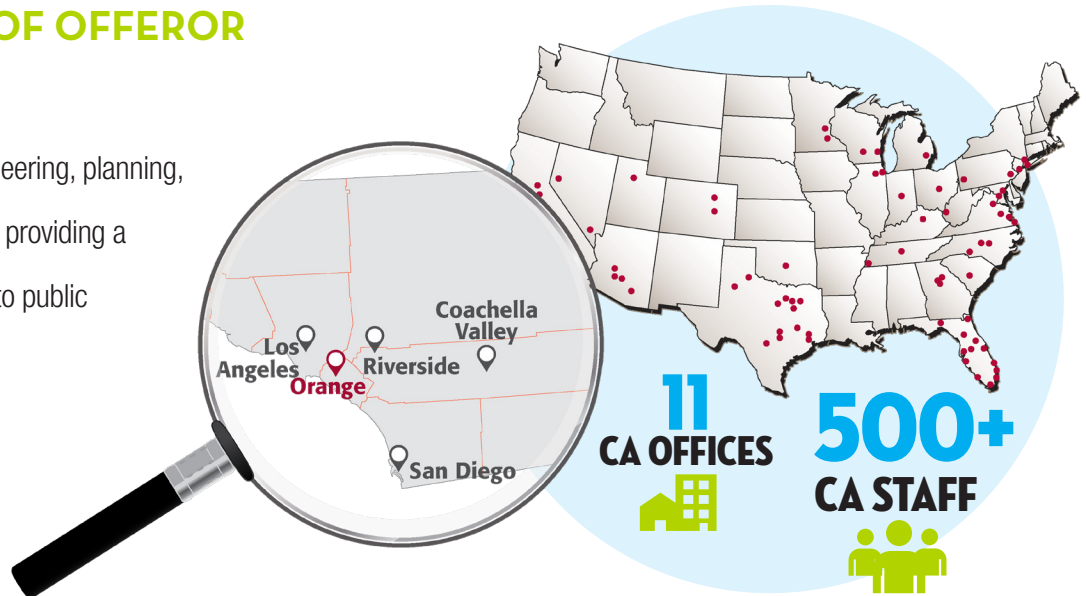 OF OFFEROR
eering, planning,
providing a
to public
Coachella
Valley
Los
Angeles
Riverside
Orange
San Diego
11
CA OFFICES
500+
CA STAFF